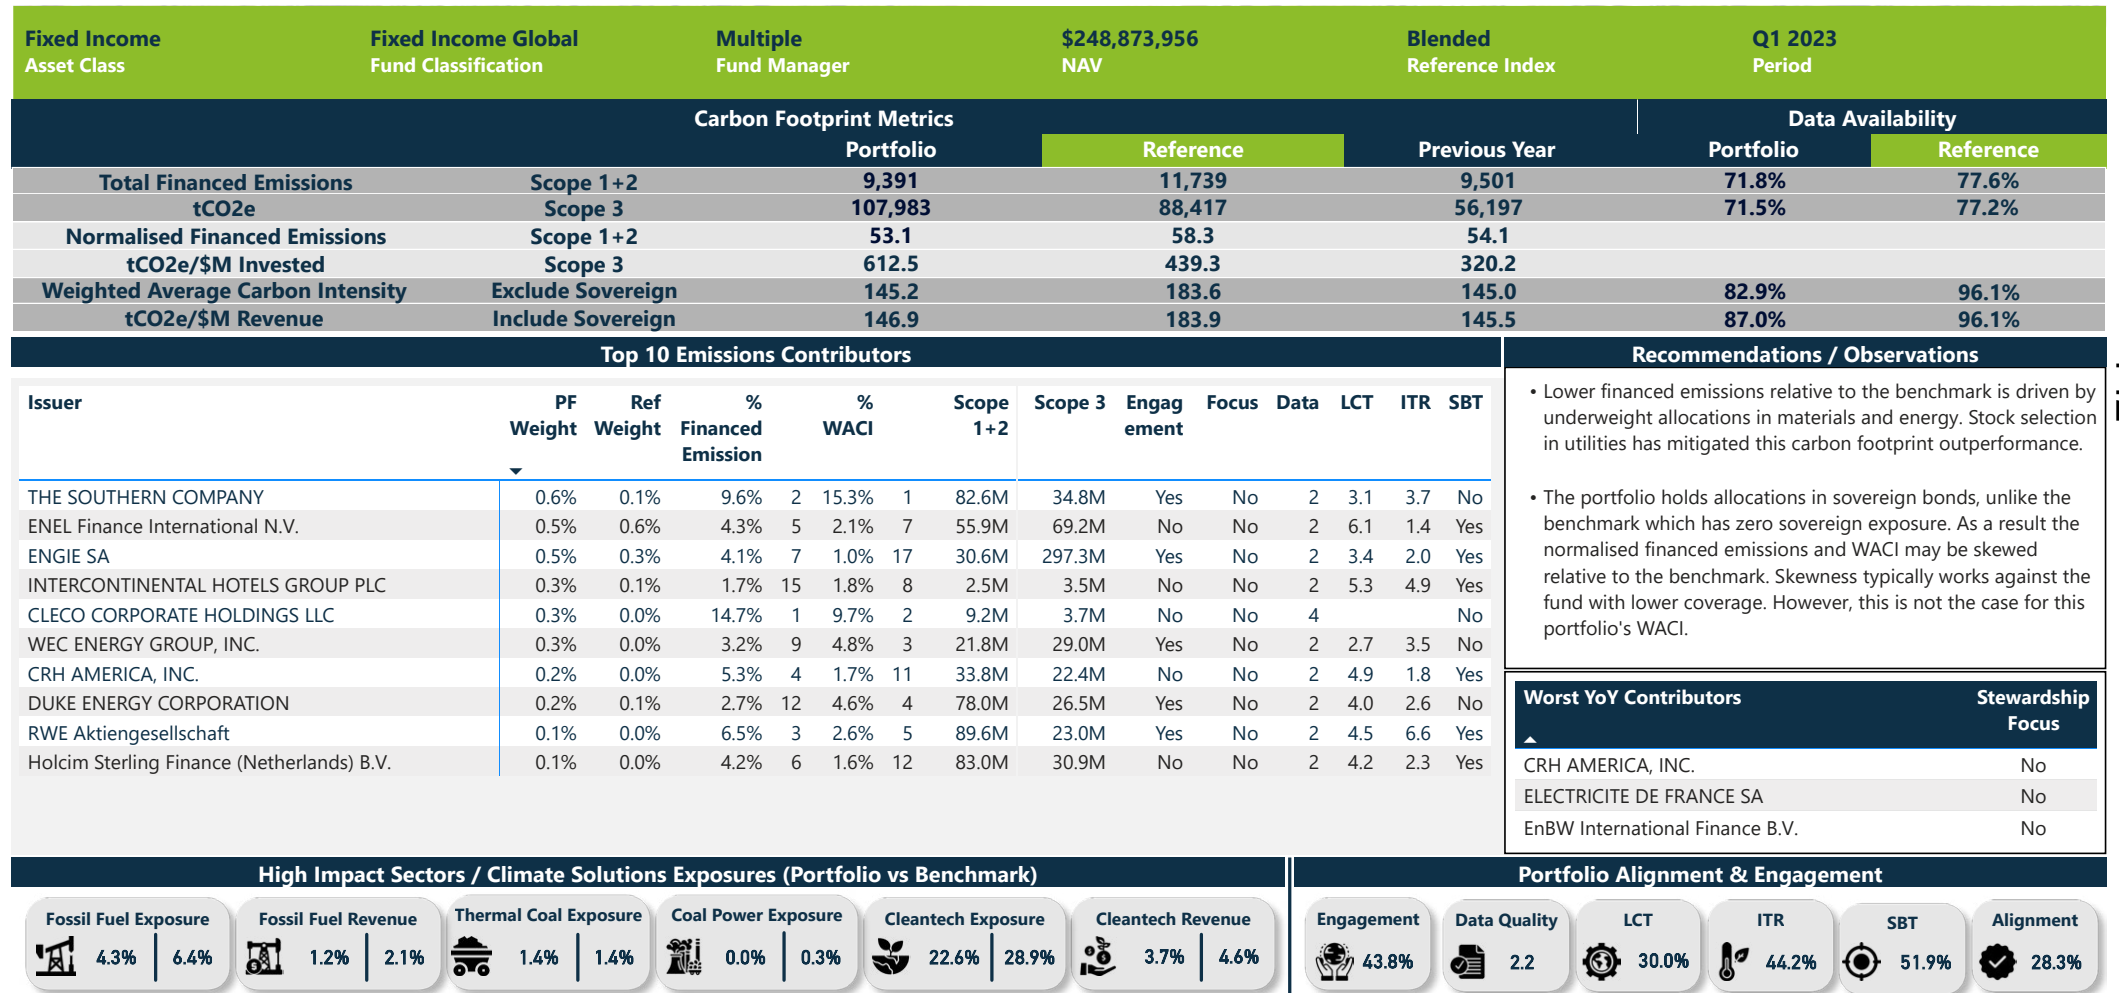 Fixed Income Fixed Income Global Multiple $248,873,956 Blended Q1 2023
Asset Class Fund Classification Fund Manager NAV Reference Index Period
Carbon Footprint Metrics Data Availability
Portfolio Reference Previous Year Portfolio Reference
Total Financed Emissions Scope 1+2 9,391 11,739 9,501 71.8% 77.6%
tCO2e Scope 3 107,983 88,417 56,197 71.5% 77.2%
Normalised Financed Emissions Scope 1+2 53.1 58.3 54.1
tCO2e/$M Invested Scope 3 612.5 439.3 320.2
Weighted Average Carbon Intensity Exclude Sovereign 145.2 183.6 145.0 82.9% 96.1%
tCO2e/$M Revenue Include Sovereign 146.9 183.9 145.5 87.0% 96.1%
Top 10 Emissions Contributors
Issuer PF Ref % % Scope Scope 3 Engag Focus Data LCT ITR SBT
Weight Weight Financed WACI 1+2 ement
Emission
THE SOUTHERN COMPANY 0.6% 0.1% 9.6% 2 15.3% 1 82.6M 34.8M Yes No 2 3.1 3.7 No
ENEL Finance International N.V. 0.5% 0.6% 4.3% 5 2.1% 7 55.9M 69.2M No No 2 6.1 1.4 Yes
ENGIE SA 0.5% 0.3% 4.1% 7 1.0% 17 30.6M 297.3M Yes No 2 3.4 2.0 Yes
INTERCONTINENTAL HOTELS GROUP PLC 0.3% 0.1% 1.7% 15 1.8% 8 2.5M 3.5M No No 2 5.3 4.9 Yes
CLECO CORPORATE HOLDINGS LLC 0.3% 0.0% 14.7% 1 9.7% 2 9.2M 3.7M No No 4 No
WEC ENERGY GROUP, INC. 0.3% 0.0% 3.2% 9 4.8% 3 21.8M 29.0M Yes No 2 2.7 3.5 No
CRH AMERICA, INC. 0.2% 0.0% 5.3% 4 1.7% 11 33.8M 22.4M No No 2 4.9 1.8 Yes
DUKE ENERGY CORPORATION 0.2% 0.1% 2.7% 12 4.6% 4 78.0M 26.5M Yes No 2 4.0 2.6 No
RWE Aktiengesellschaft 0.1% 0.0% 6.5% 3 2.6% 5 89.6M 23.0M Yes No 2 4.5 6.6 Yes
Holcim Sterling Finance (Netherlands) B.V. 0.1% 0.0% 4.2% 6 1.6% 12 83.0M 30.9M No No 2 4.2 2.3 Yes
Recommendations / Observations
• Lower financed emissions relative to the benchmark is driven by
underweight allocations in materials and energy. Stock selection
in utilities has mitigated this carbon footprint outperformance.
• The portfolio holds allocations in sovereign bonds, unlike the
benchmark which has zero sovereign exposure. As a result the
normalised financed emissions and WACI may be skewed
relative to the benchmark. Skewness typically works against the
fund with lower coverage. However, this is not the case for this
portfolio's WACI.
Worst YoY Contributors Stewardship
Focus
CRH AMERICA, INC. No
ELECTRICITE DE FRANCE SA No
EnBW International Finance B.V. No
High Impact Sectors / Climate Solutions Exposures (Portfolio vs Benchmark)
Fossil Fuel Exposure Fossil Fuel Revenue Thermal Coal Exposure Coal Power Exposure Cleantech Exposure Cleantech Revenue
4.3% 6.4% 1.2% 2.1% 1.4% 1.4% 0.0% 0.3% 22.6% 28.9% 3.7% 4.6%
Portfolio Alignment & Engagement
Engagement Data Quality LCT ITR SBT Alignment
43.8% 2.2 30.0% 44.2% 51.9% 28.3%